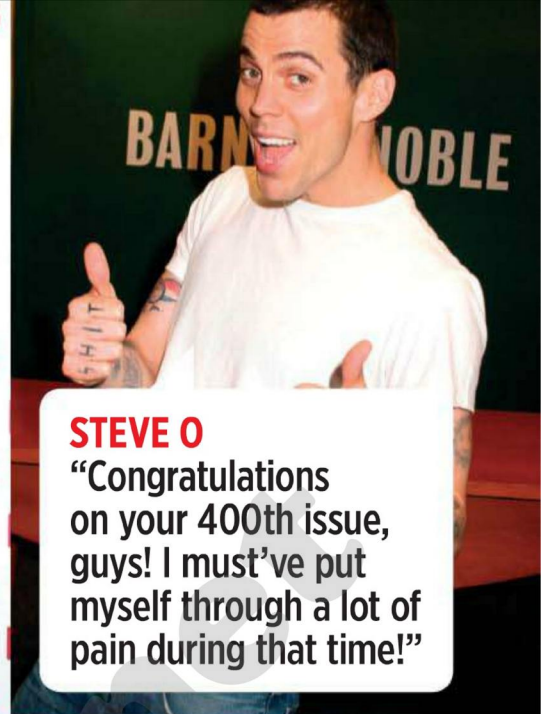 BARN NOBLE
SHIT
STEVE O
“Congratulations
on your 400th issue,
guys! I must’ve put
myself through a lot of
pain during that time!”